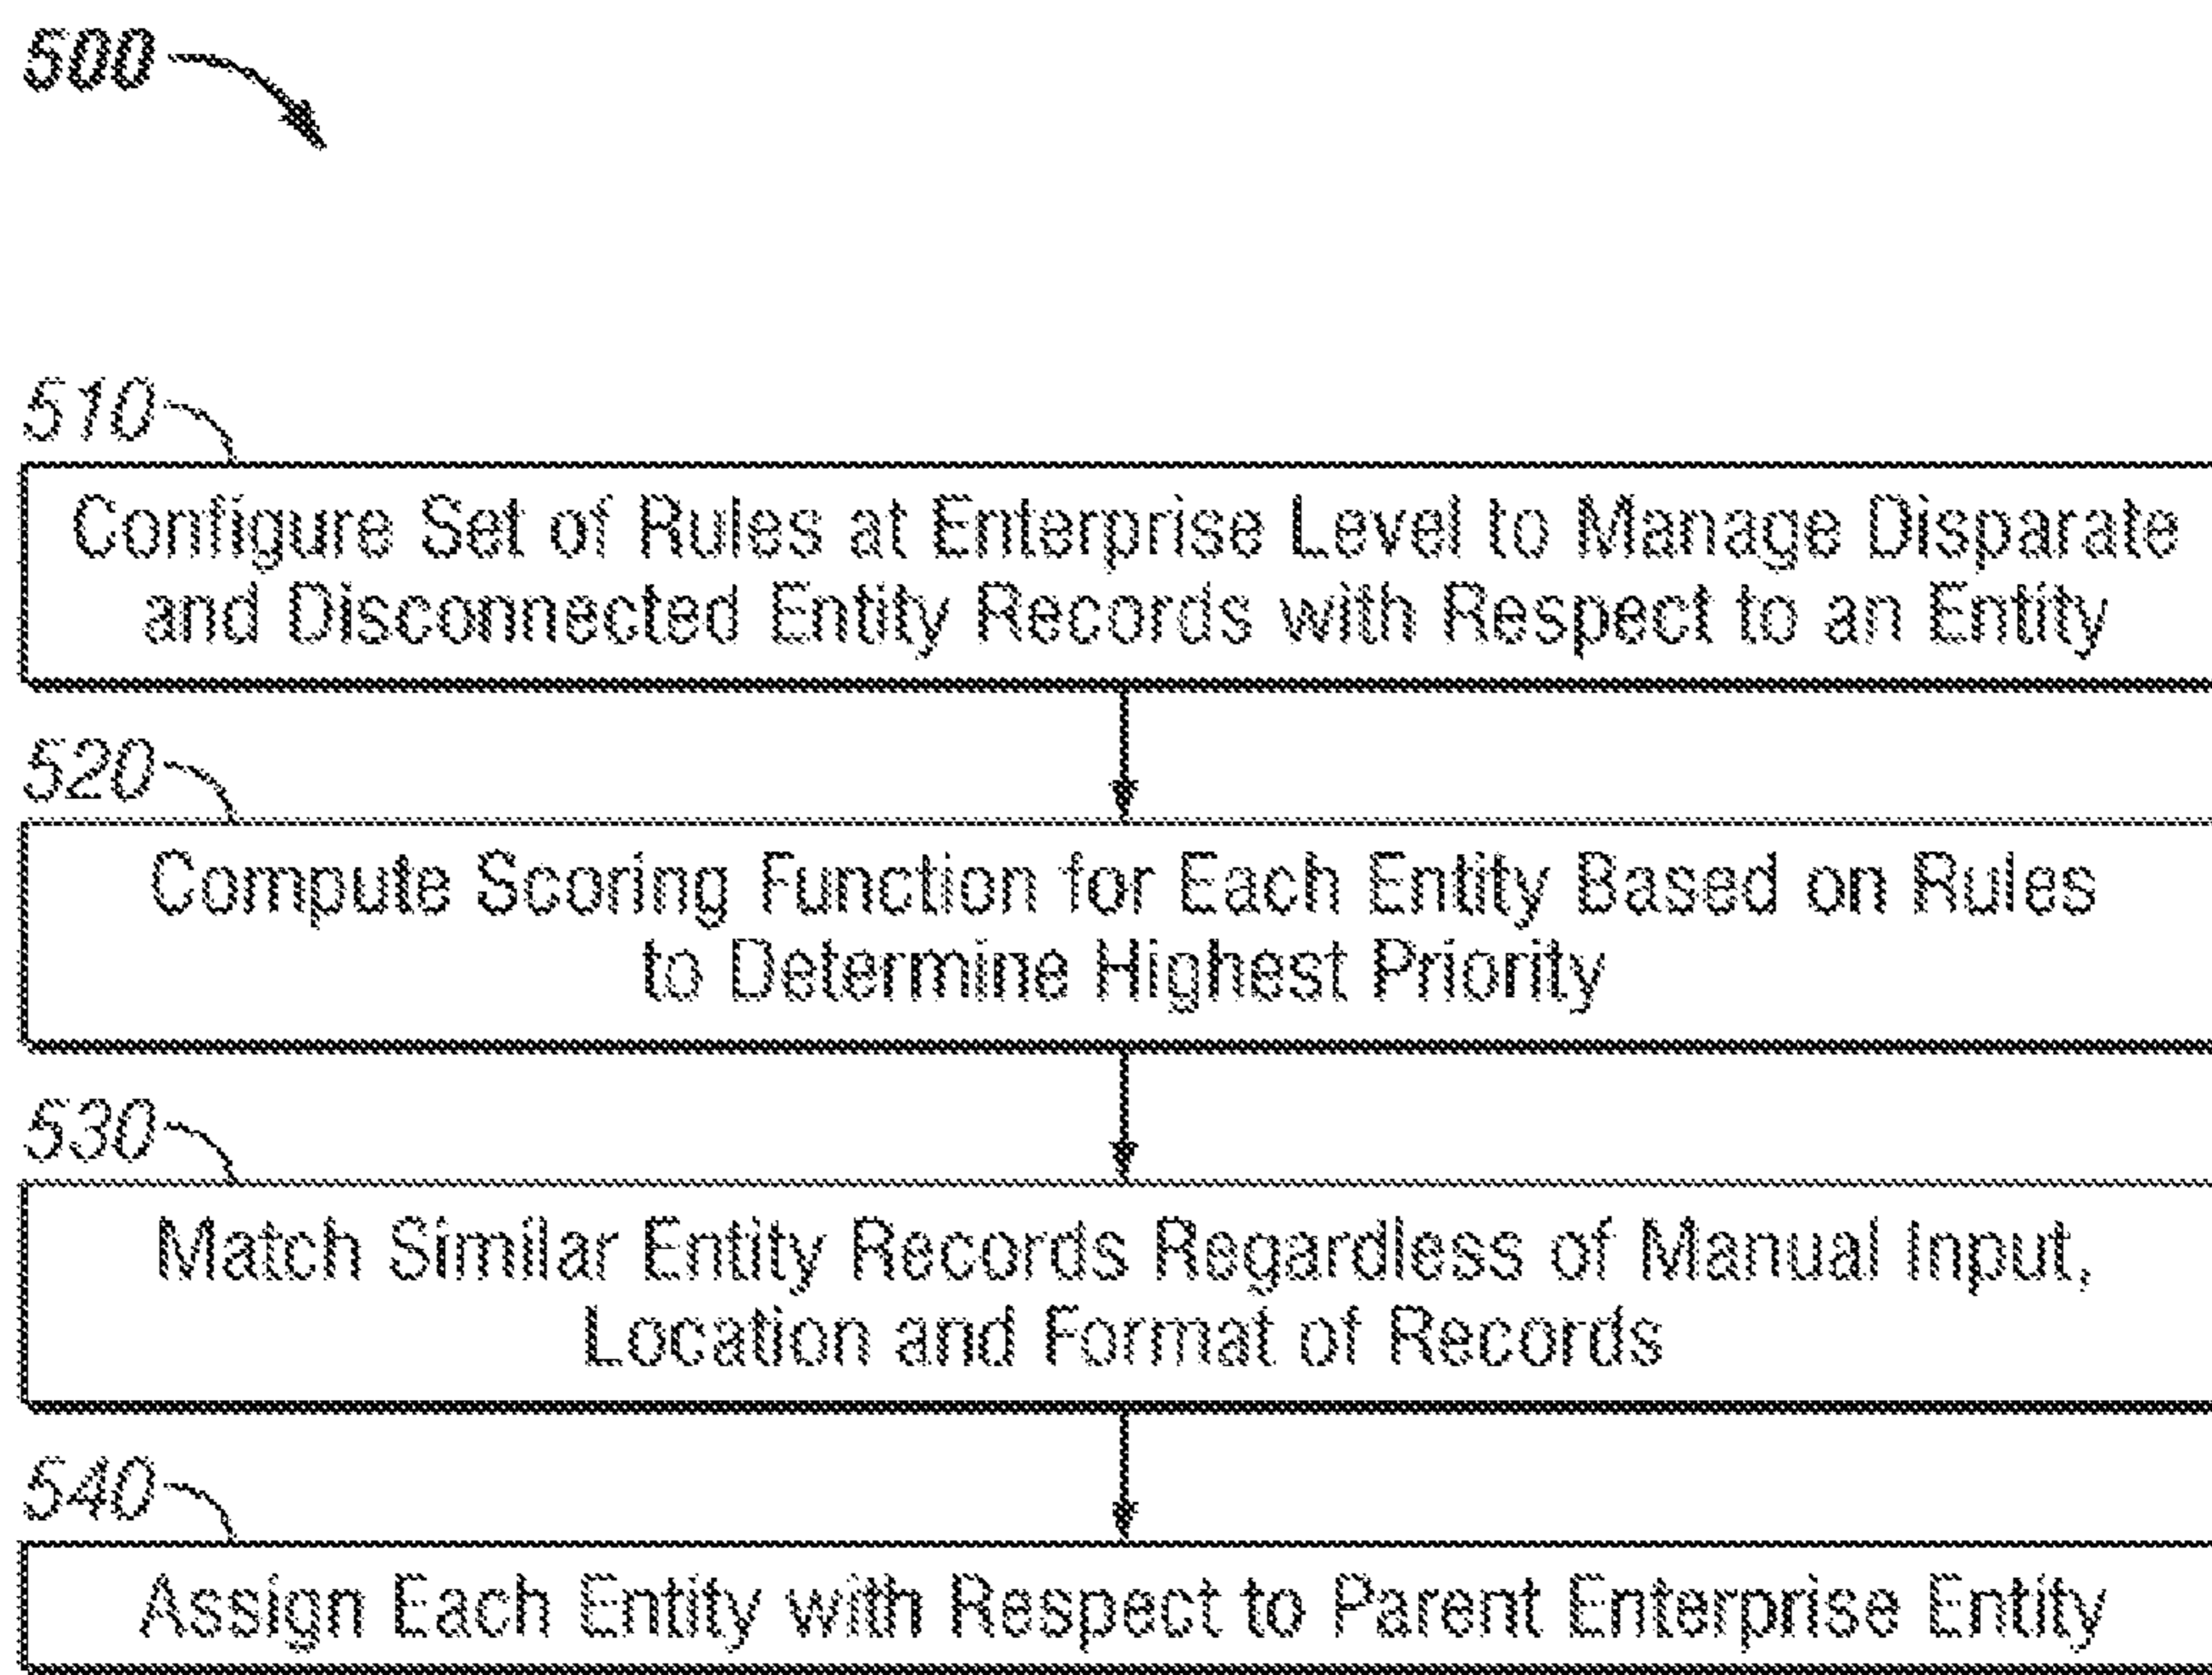 500
510
Configure Set of Rules at Enterprise Level to Manage Disparate
and Disconnected Entity Records with Respect to an Entity
520
Compute Scoring Function for Each Entity Based on Rules
to Determine Highest Priority
530
Match Similar Entity Records Regardless of Manual Input,
Location and Format of Records
540
Assign Each Entity with Respect to Parent Enterprise Entity